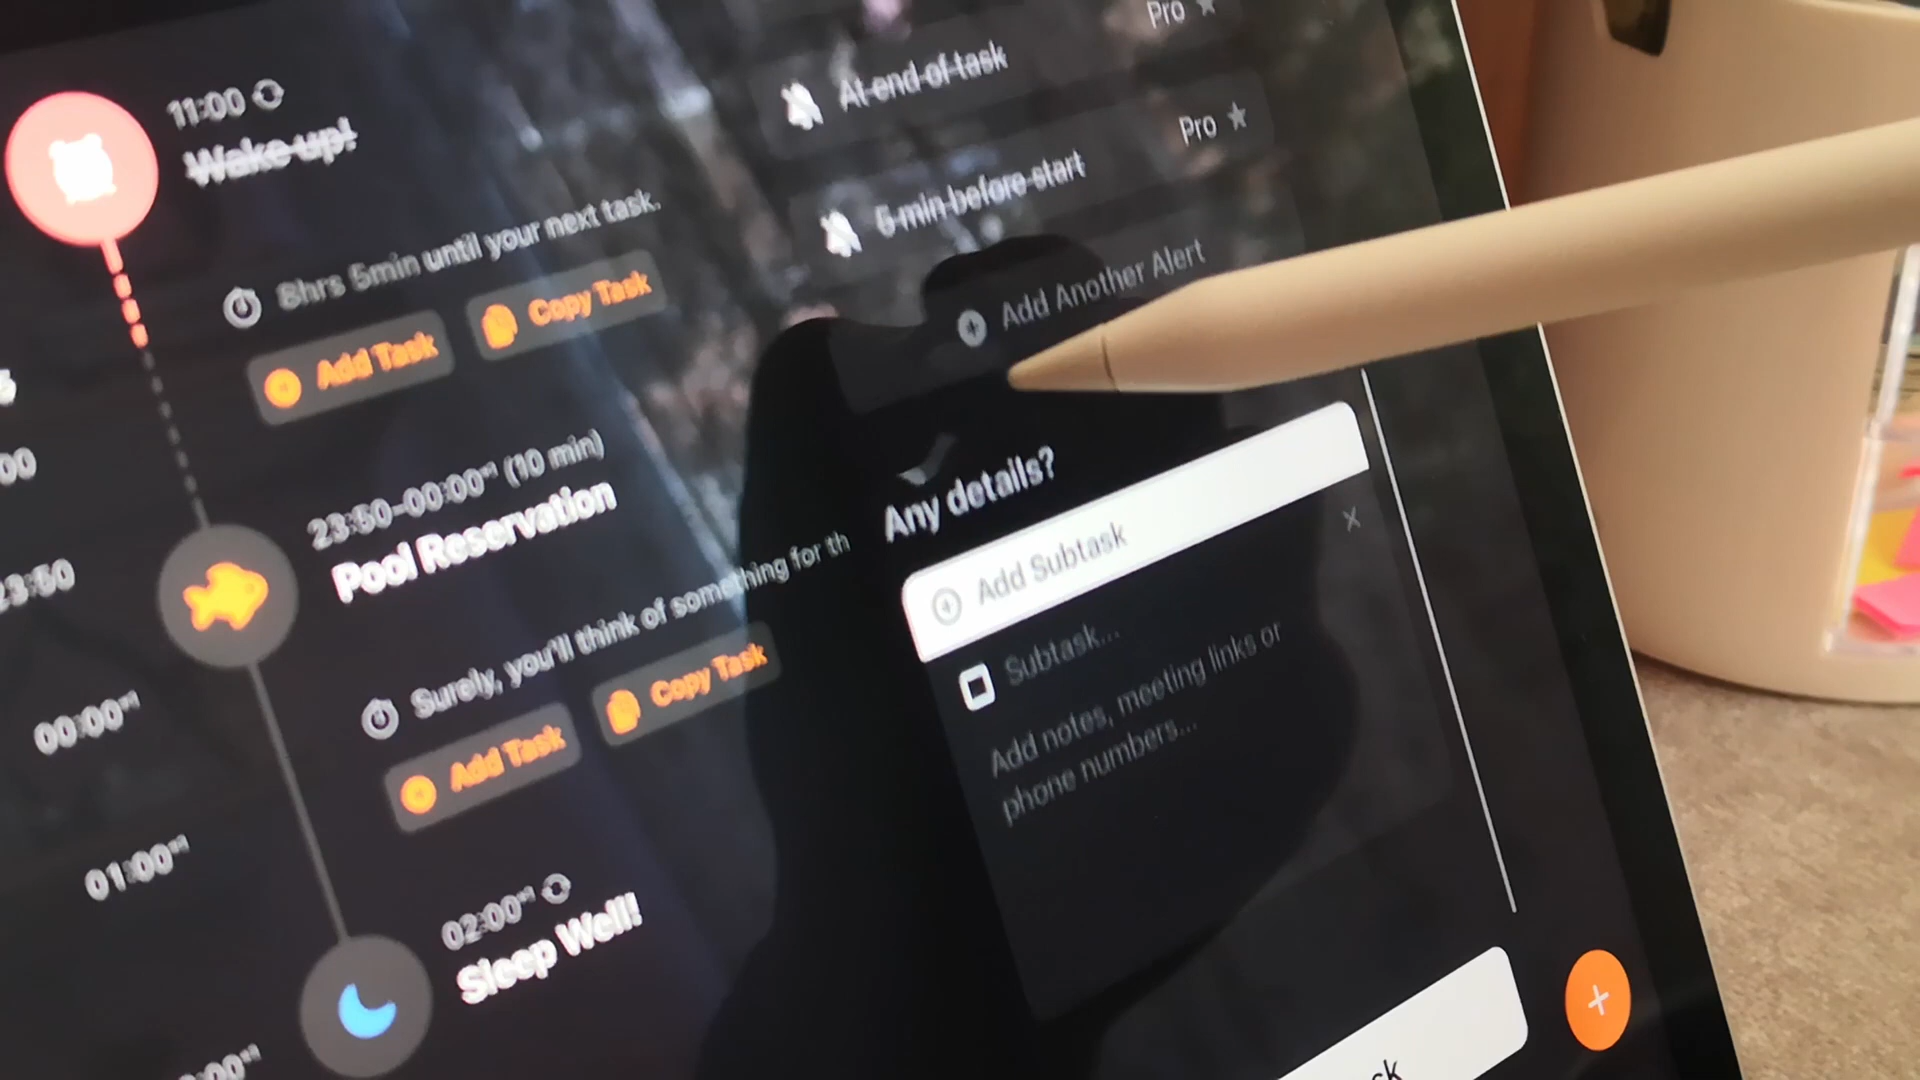 11:00
Wake up!
8hrs 5min until your next task.
Add Task
Copy Task
23:50-00:00+1 (10 min)
Pool Reservation
Surely, you'll think of something for th
Add Task
Copy Task
02:00+1
Sleep Well!
00
23:50
00:00+1
01:00+1
:00+1
Pro
At end of task
Pro
5 min before start
Add Another Alert
Any details?
Add Subtask
Subtask...
Add notes, meeting links or
phone numbers...